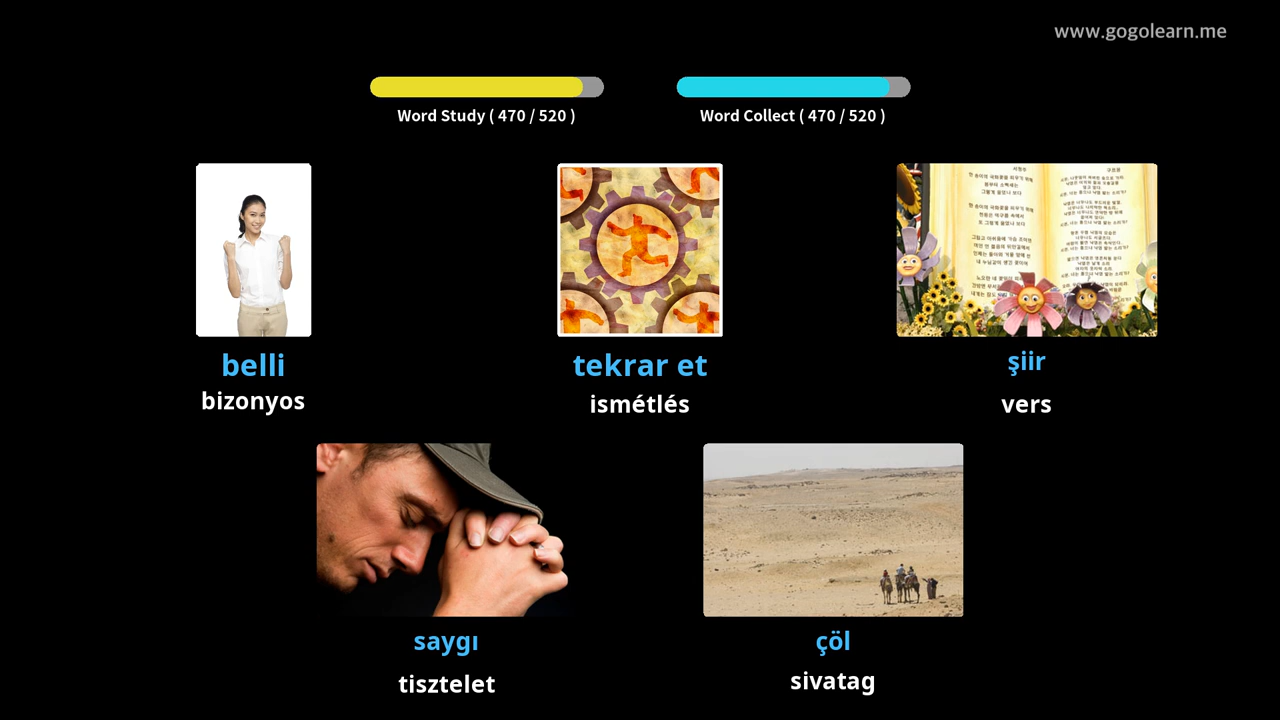 www.gogolearn.me
Word Study ( 470 / 520 )
Word Collect ( 470 / 520 )
belli
bizonyos
tekrar et
ismétlés
şiir
vers
saygı
tisztelet
çöl
sivatag